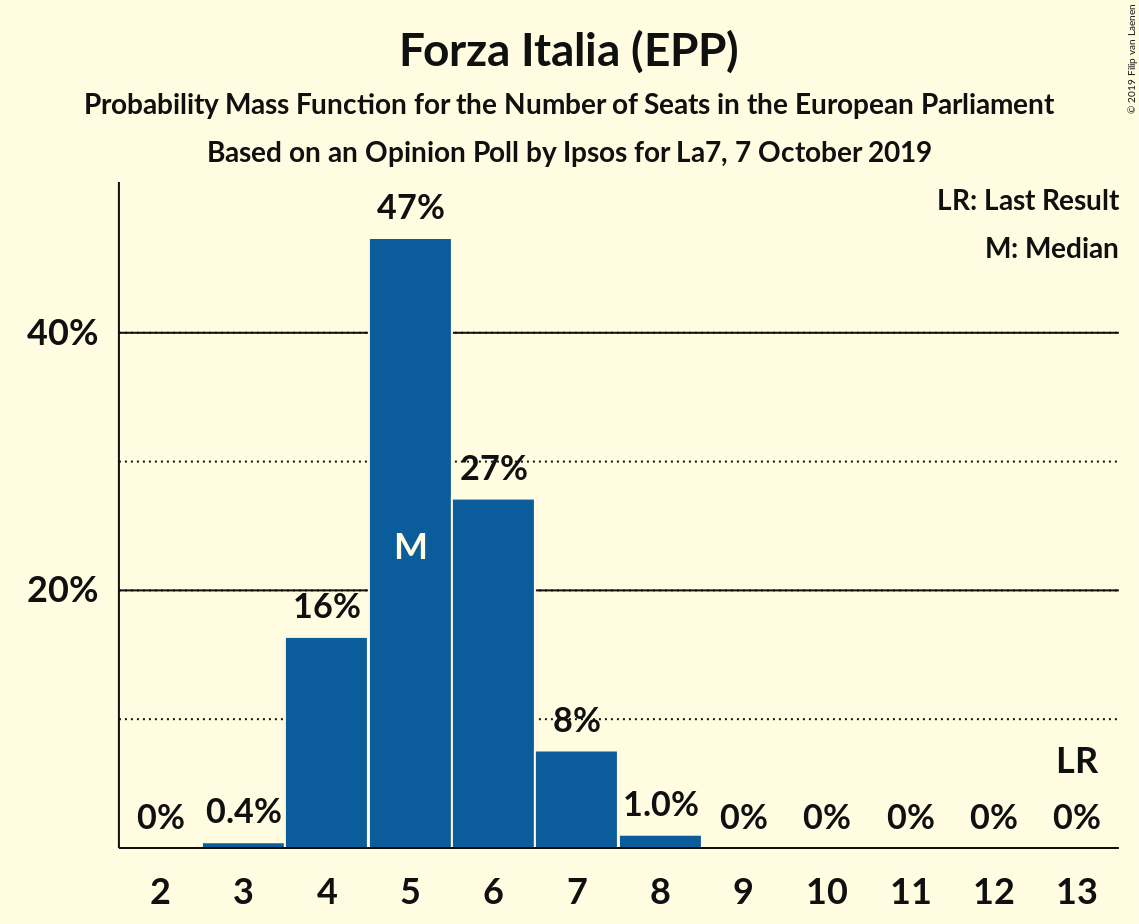 Forza Italia (EPP)
Probability Mass Function for the Number of Seats in the European Parliament
Based on an Opinion Poll by Ipsos for La7, 7 October 2019
© 2019 Filip van Laenen
LR: Last Result
M: Median
47%
40%
27%
M
20%
16%
8%
LR
0% 0.4% 1.0% 0% 0% 0% 0% 0%
2 3 4 5 6 7 8 9 10 11 12 13